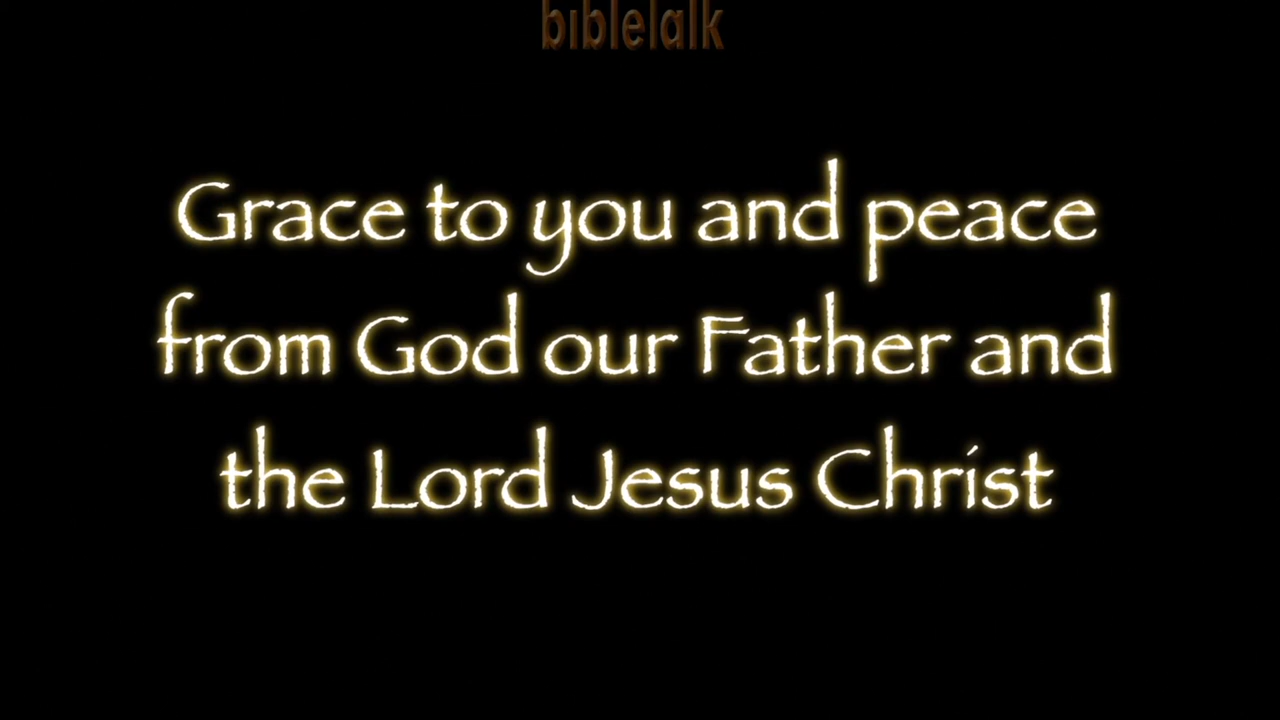 bibletalk
Grace to you and peace
from God our Father and
the Lord Jesus Christ